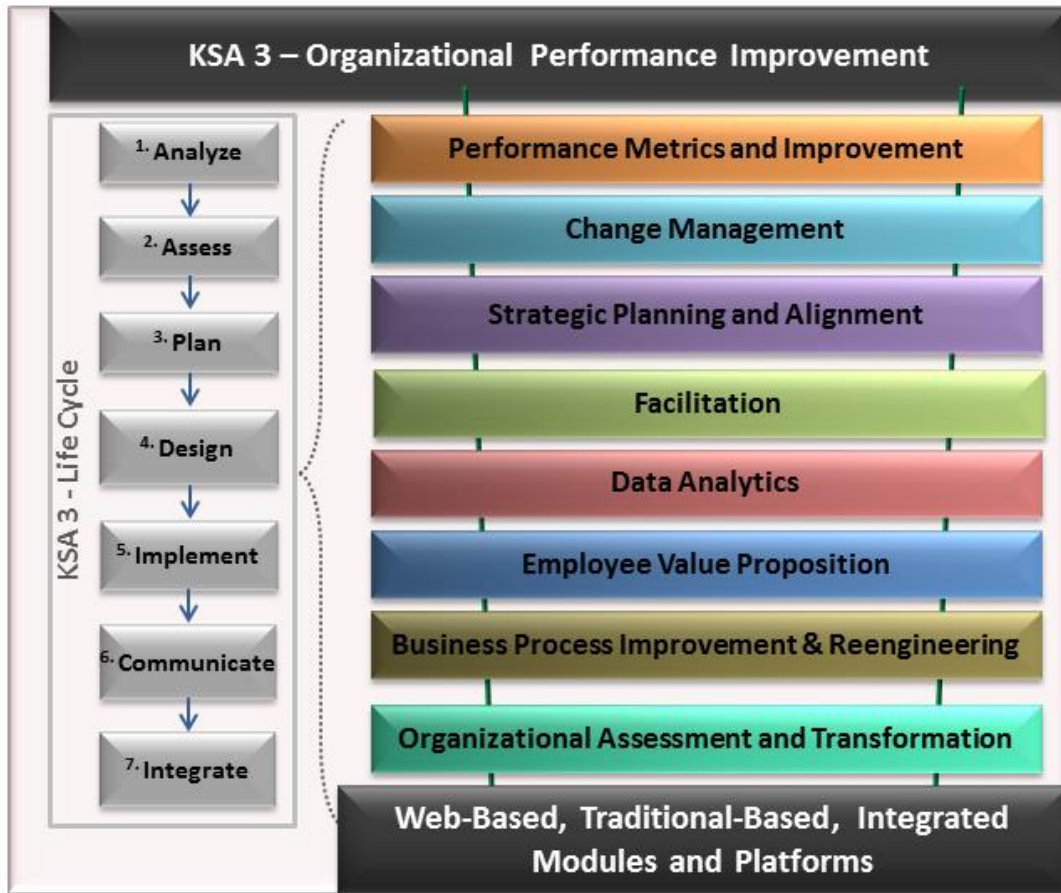 KSA 3 – Organizational Performance Improvement
KSA 3 - Life Cycle
1. Analyze
2. Assess
3. Plan
4. Design
5. Implement
6. Communicate
7. Integrate
Performance Metrics and Improvement
Change Management
Strategic Planning and Alignment
Facilitation
Data Analytics
Employee Value Proposition
Business Process Improvement & Reengineering
Organizational Assessment and Transformation
Web-Based, Traditional-Based, Integrated
Modules and Platforms